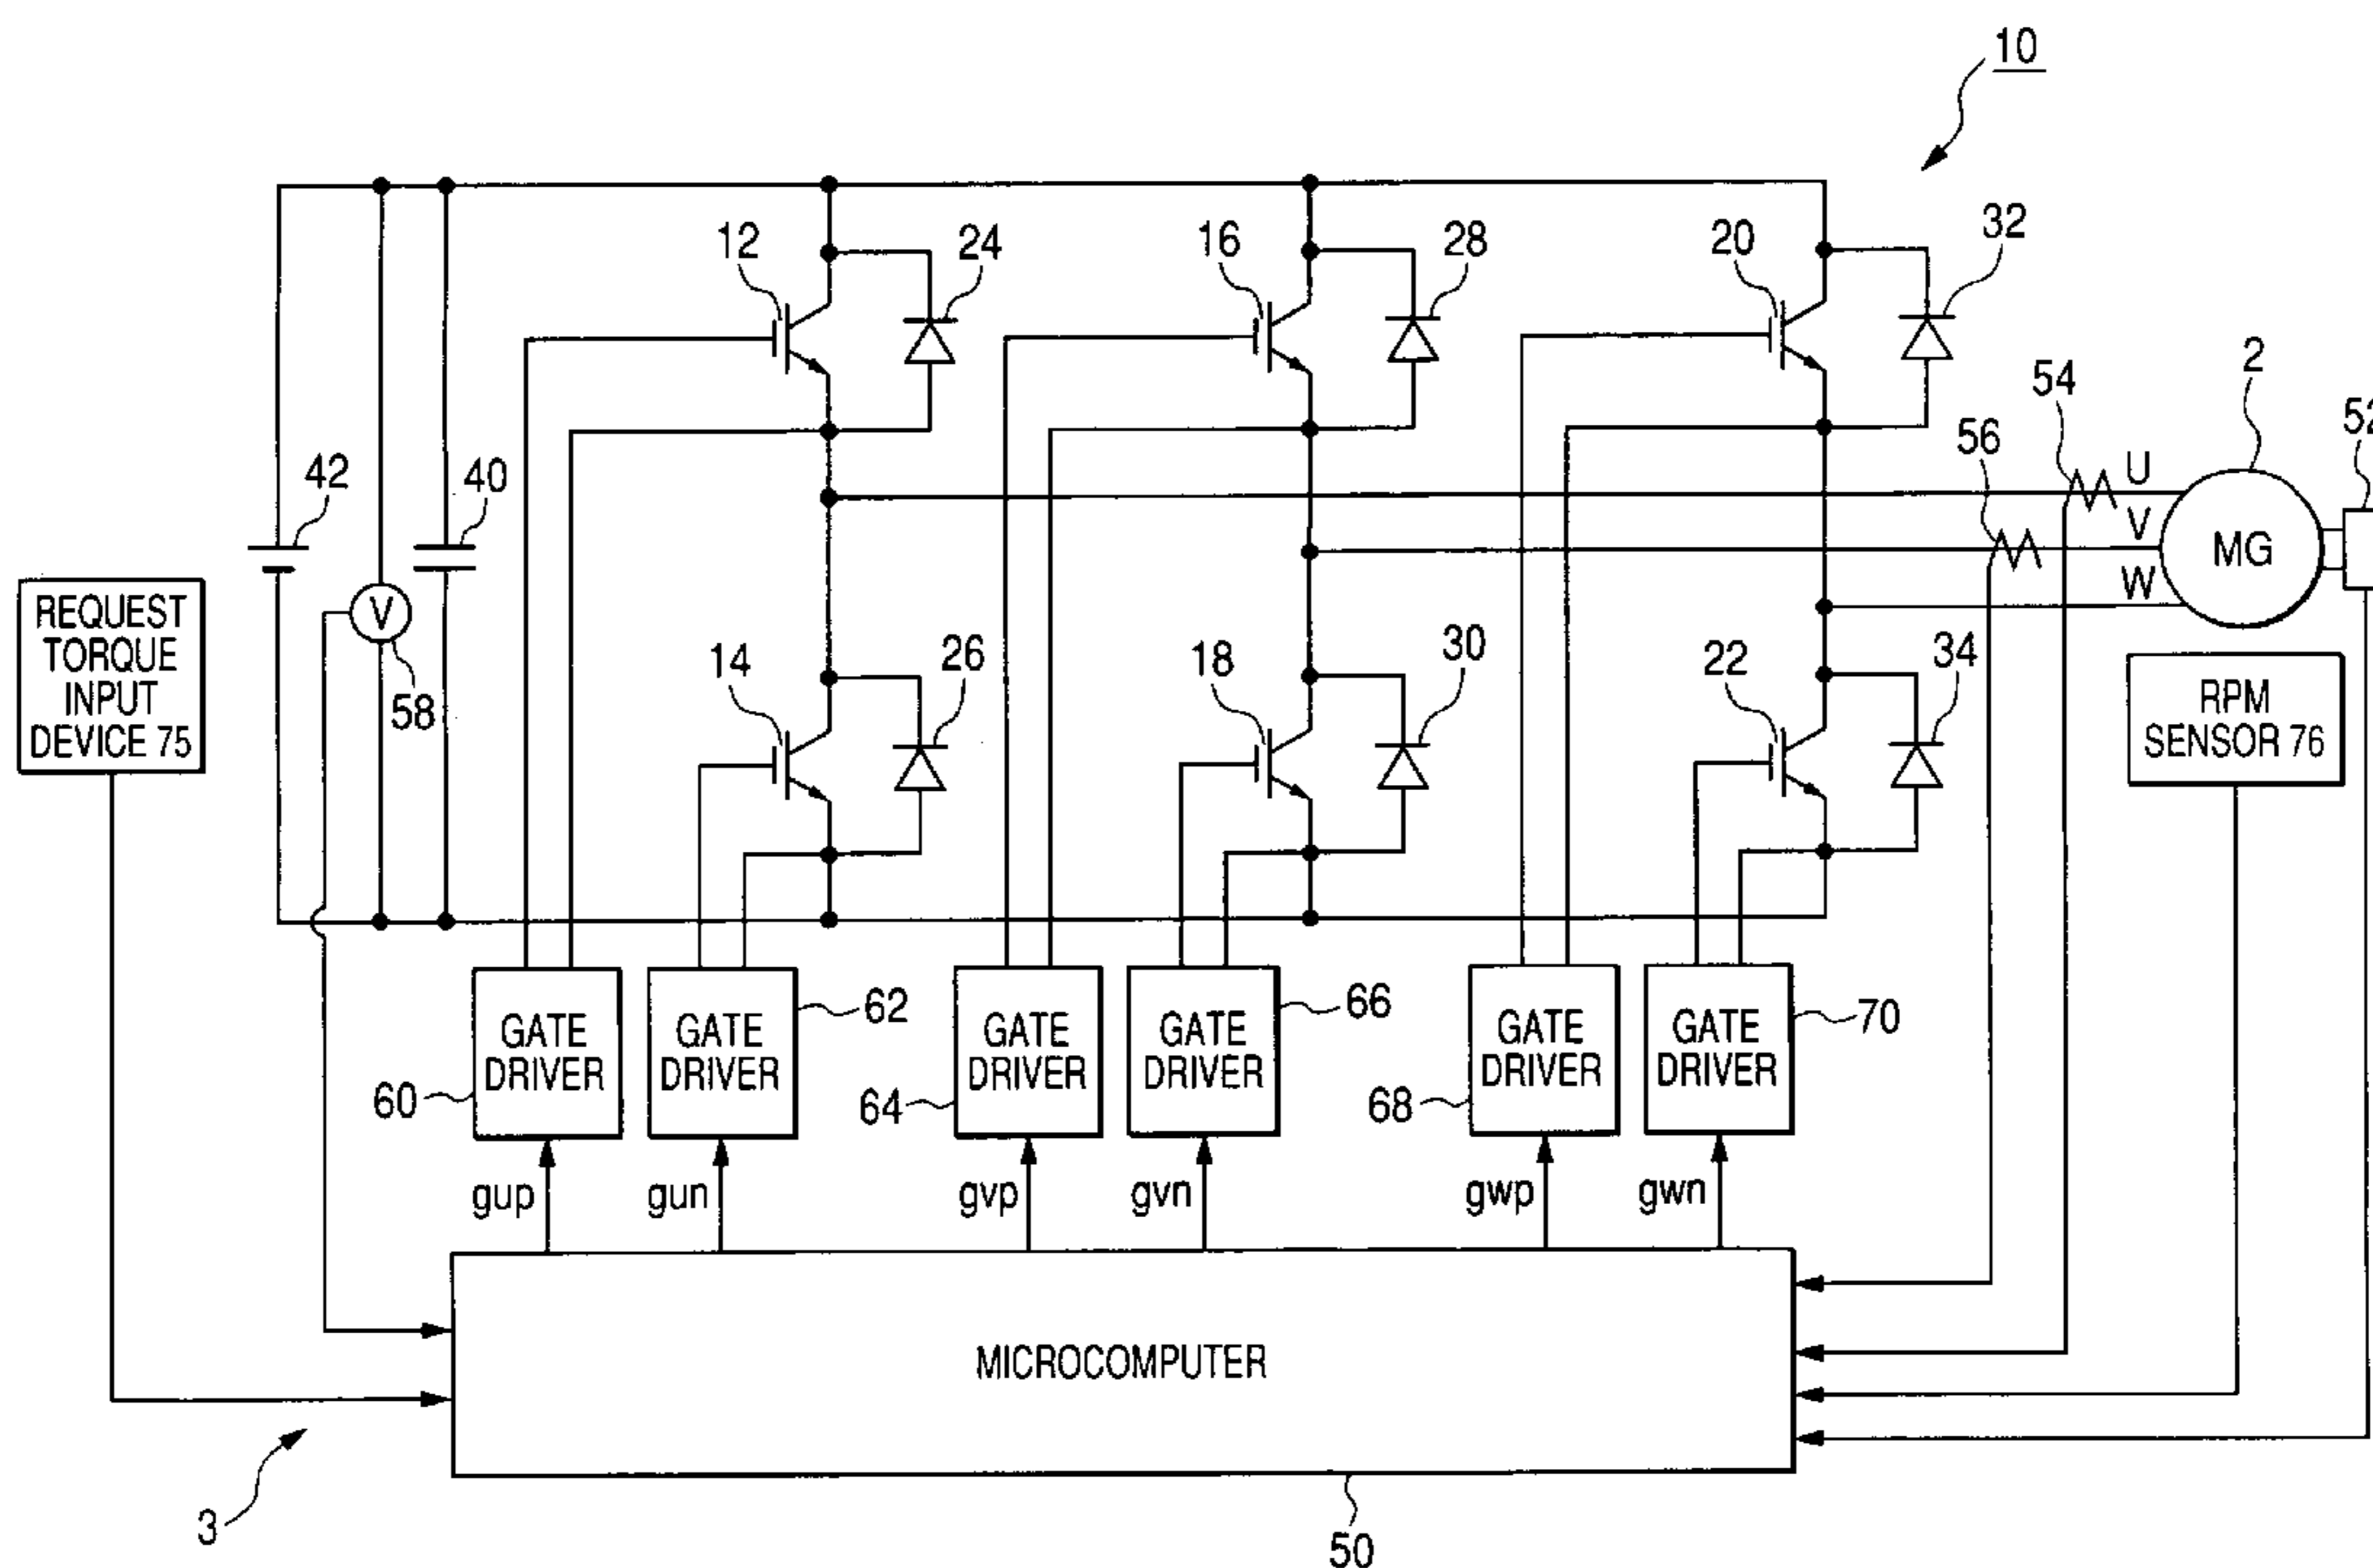 10
12
24
16
28
20
32
2
54
52
56
U
42
40
V
MG
W
REQUEST
TORQUE
INPUT
DEVICE 75
V
58
14
26
18
30
22
34
RPM
SENSOR 76
62
66
70
GATE
DRIVER
GATE
DRIVER
GATE
DRIVER
GATE
DRIVER
GATE
DRIVER
GATE
DRIVER
60
64
68
gup
gun
gvp
gvn
gwp
gwn
MICROCOMPUTER
3
50